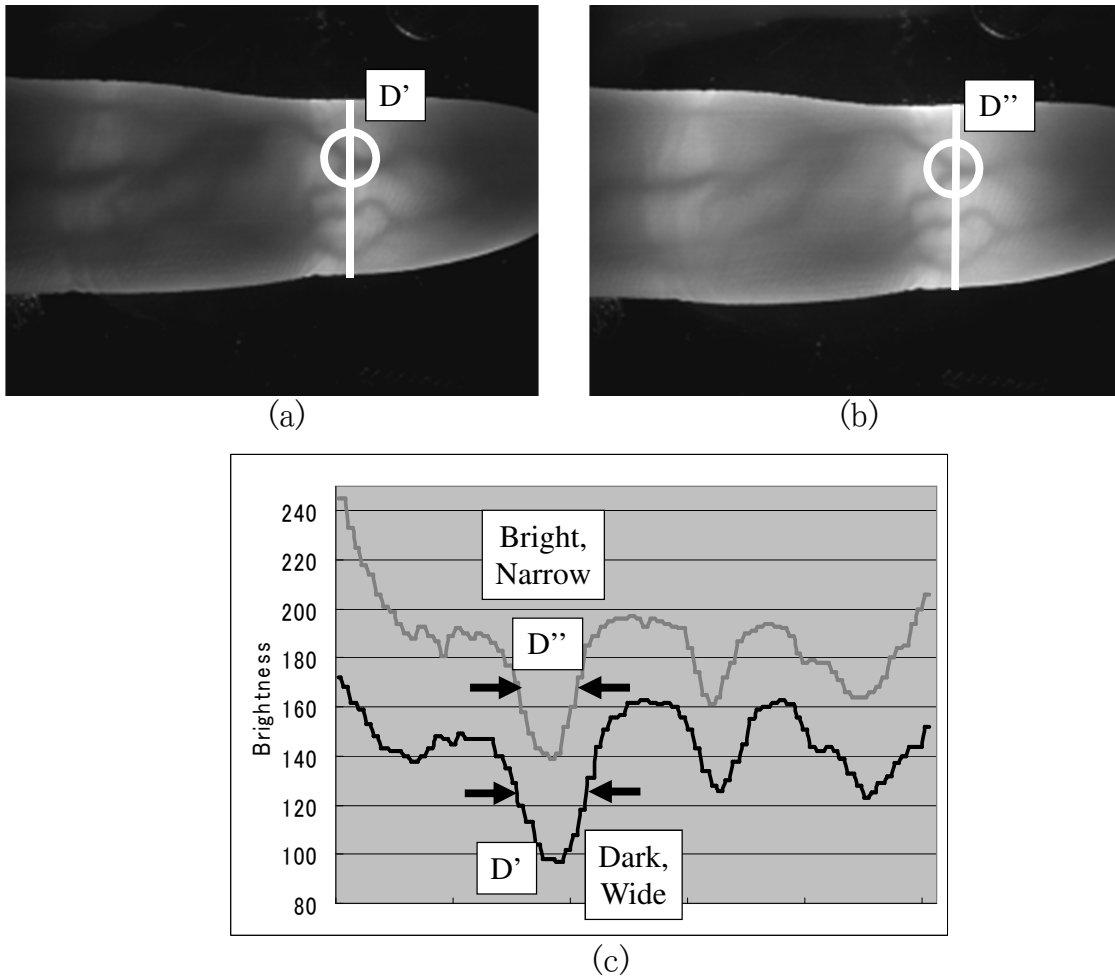 D’
D’’
(a)
(b)
240
220
200
180
160
140
120
100
80
Brightness
Bright,
Narrow
D’’
D’
Dark,
Wide
(c)